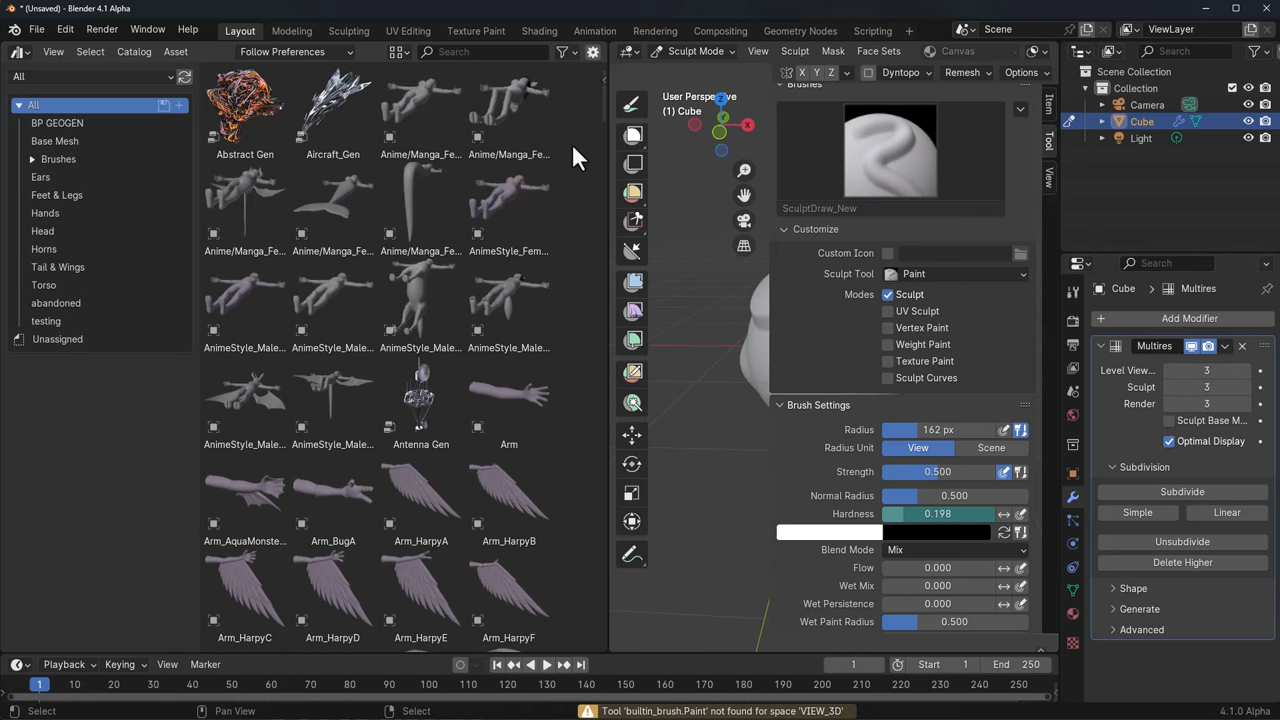 * (Unsaved) - Blender 4.1 Alpha
File Edit Render Window Help
Layout Modeling Sculpting UV Editing Texture Paint Shading Animation Rendering Compositing Geometry Nodes Scripting +
Scene ViewLayer
View Select Catalog Asset Follow Preferences Search
Sculpt Mode View Sculpt Mask Face Sets Canvas
Search
All
X Y Z Dyntopo Remesh Options
Scene Collection
Collection
Camera
Cube
Light
All
BP GEOGEN
Base Mesh
Brushes
Ears
Feet & Legs
Hands
Head
Horns
Tail & Wings
Torso
abandoned
testing
Unassigned
Abstract Gen Aircraft_Gen Anime/Manga_Fe... Anime/Manga_Fe...
Anime/Manga_Fe... Anime/Manga_Fe... Anime/Manga_Fe... AnimeStyle_Fem...
AnimeStyle_Male... AnimeStyle_Male... AnimeStyle_Male... AnimeStyle_Male...
AnimeStyle_Male... AnimeStyle_Male... Antenna Gen Arm
Arm_AquaMonste... Arm_BugA Arm_HarpyA Arm_HarpyB
Arm_HarpyC Arm_HarpyD Arm_HarpyE Arm_HarpyF
User Perspective
(1) Cube
Z
Y
X
Item
Tool
View
Brushes
SculptDraw_New
Customize
Custom Icon
Sculpt Tool Paint
Modes Sculpt
UV Sculpt
Vertex Paint
Weight Paint
Texture Paint
Sculpt Curves
Brush Settings
Radius 162 px
Radius Unit View Scene
Strength 0.500
Normal Radius 0.500
Hardness 0.198
Blend Mode Mix
Flow 0.000
Wet Mix 0.000
Wet Persistence 0.000
Wet Paint Radius 0.500
Search
Cube > Multires
Add Modifier
Multires
Level View... 3
Sculpt 3
Render 3
Sculpt Base M...
Optimal Display
Subdivision
Subdivide
Simple Linear
Unsubdivide
Delete Higher
Shape
Generate
Advanced
Playback Keying View Marker 1 Start 1 End 250
1 10 20 30 40 50 60 70 80 90 100 110 120 130 140 150 160 170 180 190 200 210 220 230 240 250
Select Pan View Select Tool 'builtin_brush.Paint' not found for space 'VIEW_3D' 4.1.0 Alpha